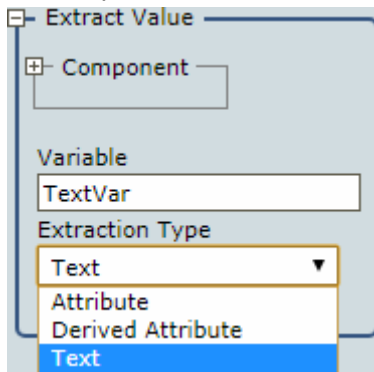 Extract Value
Component
Variable
TextVar
Extraction Type
Text
Attribute
Derived Attribute
Text